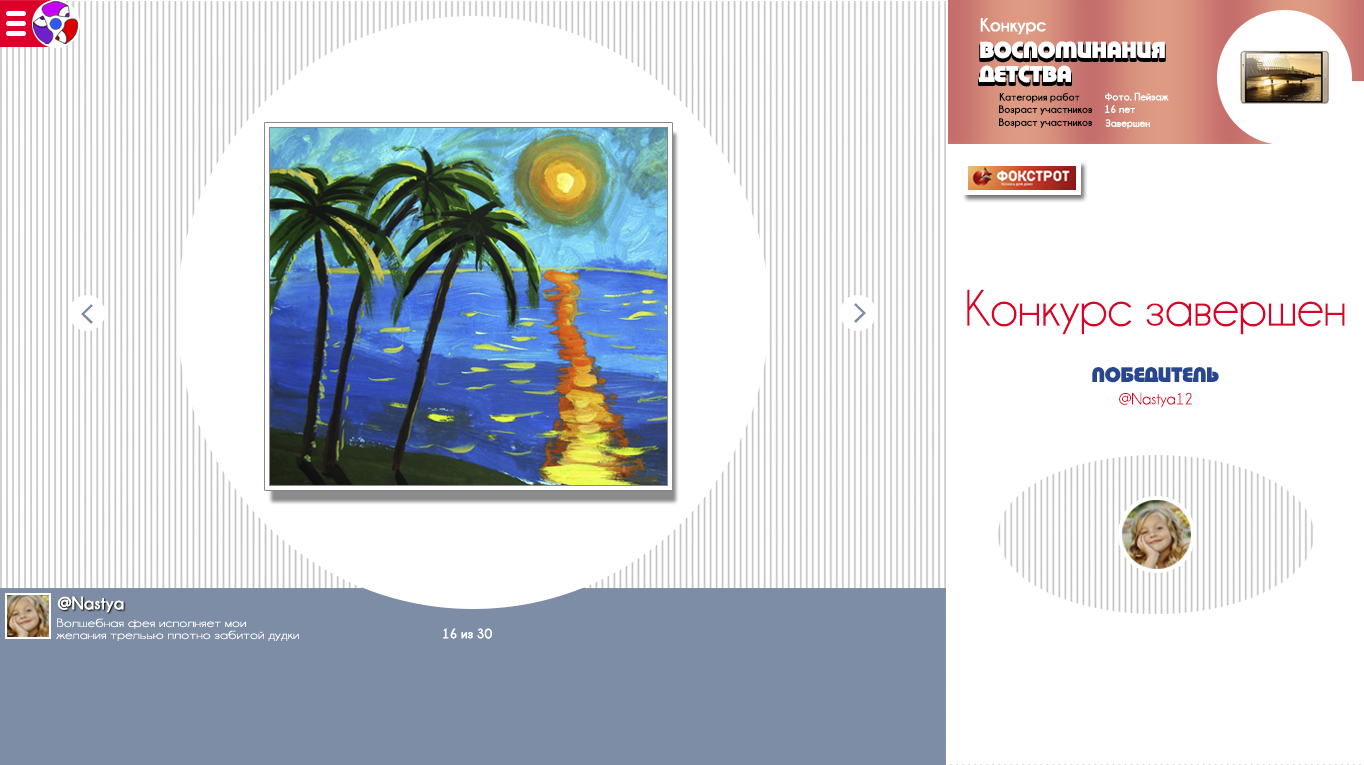 Конкурс
ВОСПОМИНАНИЯ
ДЕТСТВА
Категория работ Фото. Пейзаж
Возраст участников 16 лет
Возраст участников Завершен
ФОКСТРОТ
Конкурс завершен
ПОБЕДИТЕЛЬ
@Nastya12
@Nastya
Волшебная фея исполняет мои
желания трелььо плотно забитой дудки
16 из 30